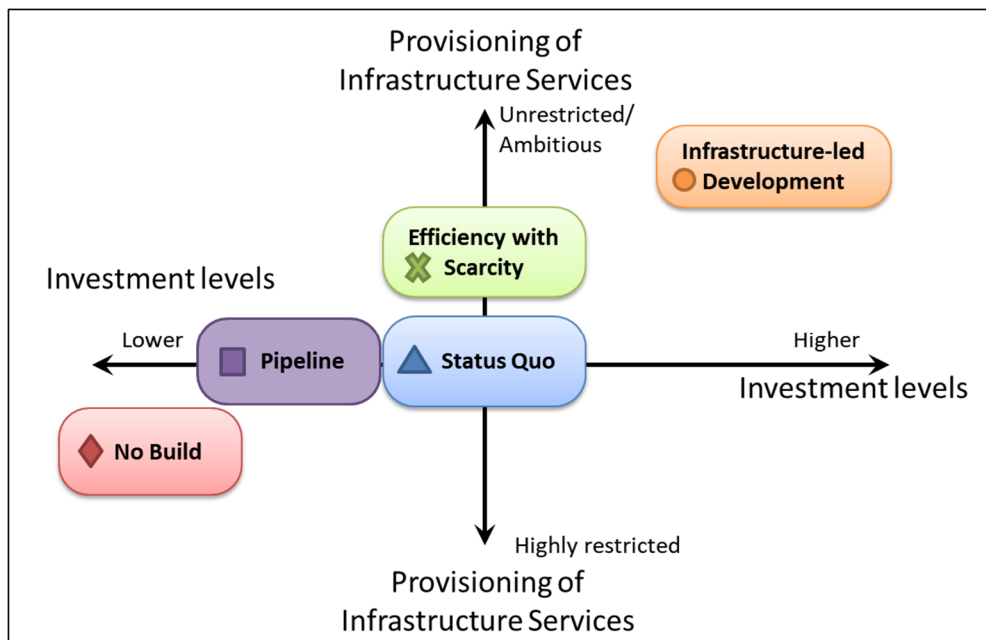 Provisioning of
Infrastructure Services
Unrestricted/
Ambitious
Infrastructure-led
Development
Efficiency with
Scarcity
Investment levels
Lower
Pipeline
Status Quo
Higher
Investment levels
No Build
Highly restricted
Provisioning of
Infrastructure Services